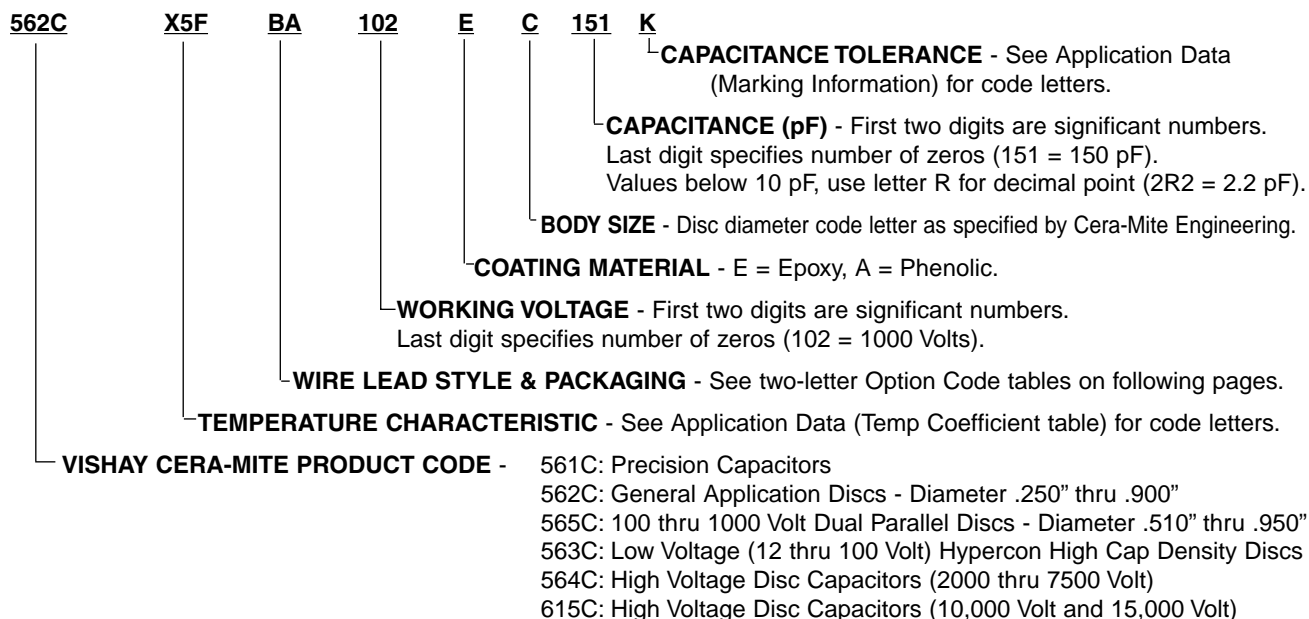 562C X5F BA 102 E C 151 K
CAPACITANCE TOLERANCE - See Application Data
(Marking Information) for code letters.
CAPACITANCE (pF) - First two digits are significant numbers.
Last digit specifies number of zeros (151 = 150 pF).
Values below 10 pF, use letter R for decimal point (2R2 = 2.2 pF).
BODY SIZE - Disc diameter code letter as specified by Cera-Mite Engineering.
COATING MATERIAL - E = Epoxy, A = Phenolic.
WORKING VOLTAGE - First two digits are significant numbers.
Last digit specifies number of zeros (102 = 1000 Volts).
WIRE LEAD STYLE & PACKAGING - See two-letter Option Code tables on following pages.
TEMPERATURE CHARACTERISTIC - See Application Data (Temp Coefficient table) for code letters.
VISHAY CERA-MITE PRODUCT CODE - 561C: Precision Capacitors
562C: General Application Discs - Diameter .250” thru .900”
565C: 100 thru 1000 Volt Dual Parallel Discs - Diameter .510” thru .950”
563C: Low Voltage (12 thru 100 Volt) Hypercon High Cap Density Discs
564C: High Voltage Disc Capacitors (2000 thru 7500 Volt)
615C: High Voltage Disc Capacitors (10,000 Volt and 15,000 Volt)